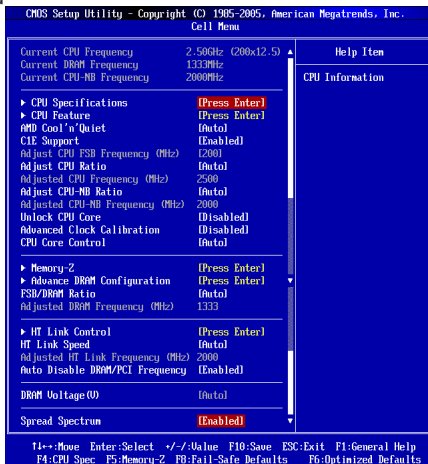 CMOS Setup Utility - Copyright (C) 1985-2005, American Megatrends, Inc.
Cell Menu
Current CPU Frequency 2.50GHz (200x12.5)
Current DRAM Frequency 1333MHz
Current CPU-NB Frequency 2000MHz
Help Item
CPU Information
▶ CPU Specifications [Press Enter]
▶ CPU Feature [Press Enter]
AMD Cool'n'Quiet [Auto]
C1E Support [Enabled]
Adjust CPU FSB Frequency (MHz) [200]
Adjust CPU Ratio [Auto]
Adjusted CPU Frequency (MHz) 2500
Adjust CPU-NB Ratio [Auto]
Adjusted CPU-NB Frequency (MHz) 2000
Unlock CPU Core [Disabled]
Advanced Clock Calibration [Disabled]
CPU Core Control [Auto]
▶ Memory-Z [Press Enter]
▶ Advance DRAM Configuration [Press Enter]
FSB/DRAM Ratio [Auto]
Adjusted DRAM Frequency (MHz) 1333
▶ HT Link Control [Press Enter]
HT Link Speed [Auto]
Adjusted HT Link Frequency (MHz) 2000
Auto Disable DRAM/PCI Frequency [Enabled]
DRAM Voltage(V) [Auto]
Spread Spectrum [Enabled]
↑↓←→:Move Enter:Select +/-/:Value F10:Save ESC:Exit F1:General Help
F4:CPU Spec F5:Memory-Z F8:Fail-Safe Defaults F6:Optimized Defaults